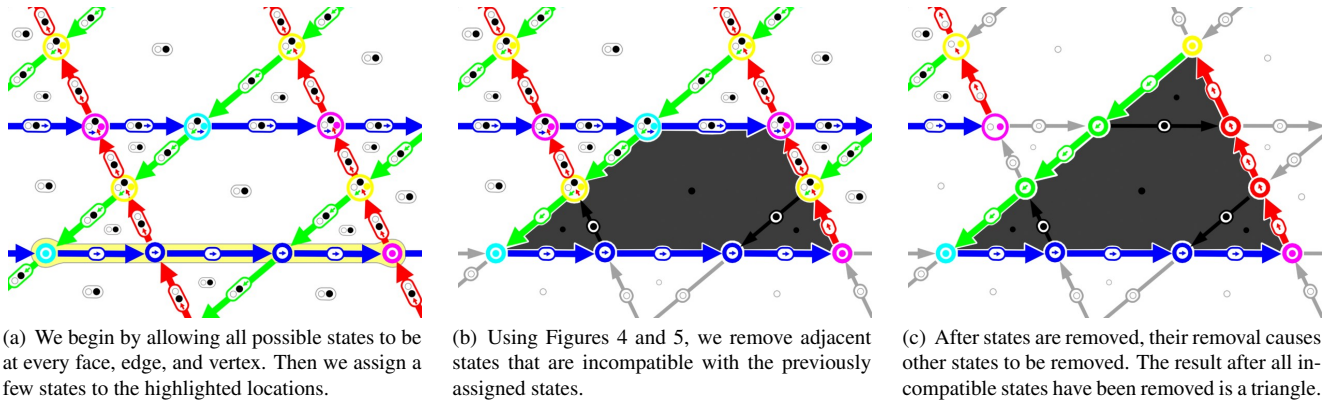 (a) We begin by allowing all possible states to be
at every face, edge, and vertex. Then we assign a
few states to the highlighted locations.
(b) Using Figures 4 and 5, we remove adjacent
states that are incompatible with the previously
assigned states.
(c) After states are removed, their removal causes
other states to be removed. The result after all in-
compatible states have been removed is a triangle.